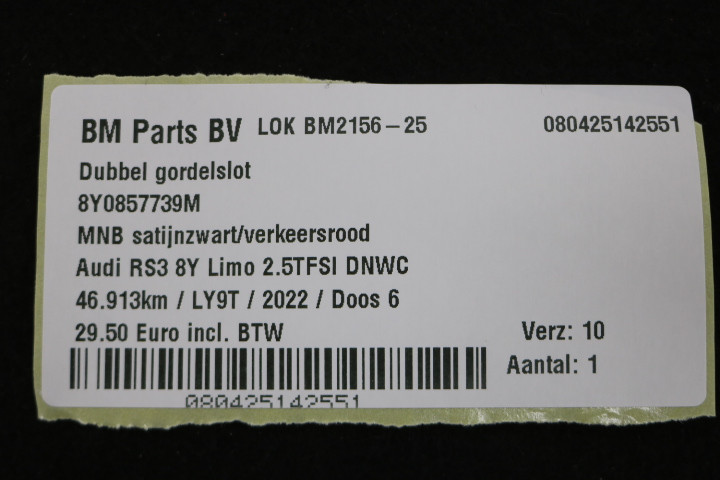 BM Parts BV LOK BM2156-25 080425142551
Dubbel gordelslot
8Y0857739M
MNB satijnzwart/verkeersrood
Audi RS3 8Y Limo 2.5TFSI DNWC
46.913km / LY9T / 2022 / Doos 6
29.50 Euro incl. BTW Verz: 10
Aantal: 1
080425142551